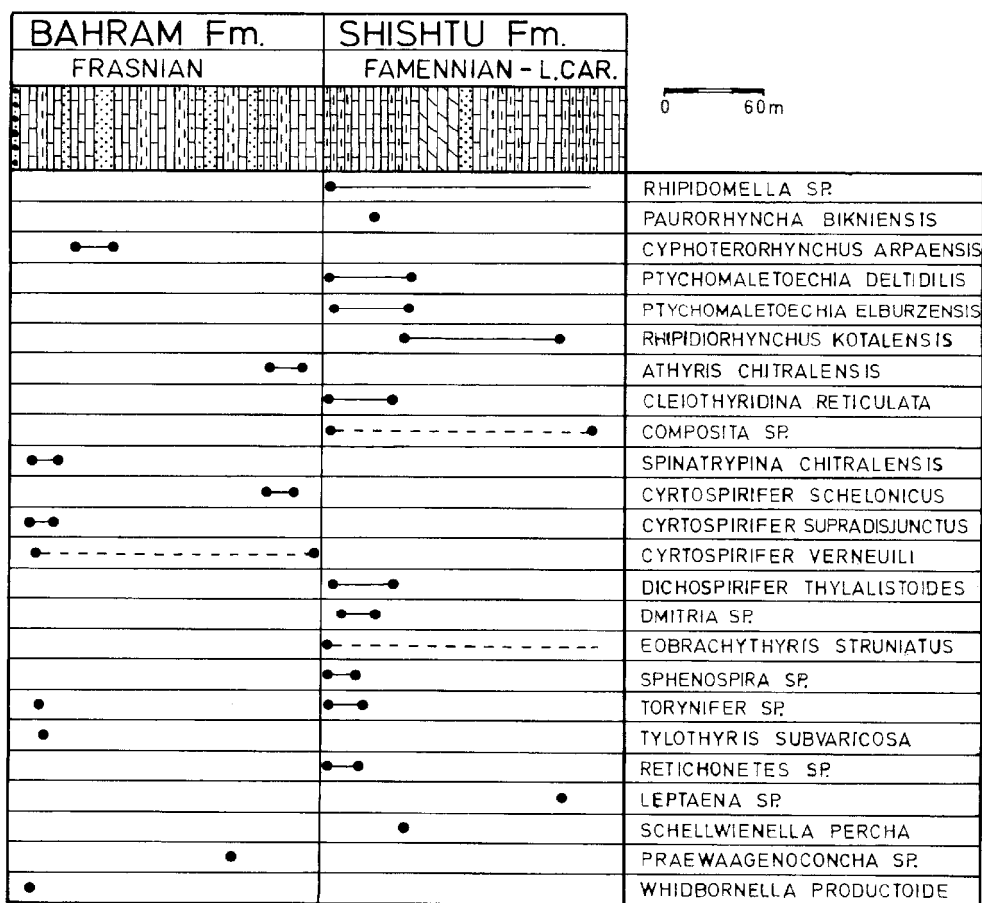 BAHRAM Fm.
SHISHTU Fm.
FRASNIAN
FAMENNIAN - L.CAR.
0 60m
RHIPIDOMELLA SP.
PAURORHYNCHA BIKNIENSIS
CYPHOTERORHYNCHUS ARPAENSIS
PTYCHOMALETOECHIA DELTIDILIS
PTYCHOMALETOECHIA ELBURZENSIS
RHIPIDIORHYNCHUS KOTALENSIS
ATHYRIS CHITRALENSIS
CLEIOTHYRIDINA RETICULATA
COMPOSITA SP.
SPINATRYPINA CHITRALENSIS
CYRTOSPIRIFER SCHELONICUS
CYRTOSPIRIFER SUPRADISJUNCTUS
CYRTOSPIRIFER VERNEUILI
DICHOSPIRIFER THYLALISTOIDES
DMITRIA SP.
EOBRACHYTHYRIS STRUNIATUS
SPHENOSPIRA SP.
TORYNIFER SP.
TYLOTHYRIS SUBVARICOSA
RETICHONETES SP.
LEPTAENA SP.
SCHELLWIENELLA PERCHA
PRAEWAAGENOCONCHA SP.
WHIDBORNELLA PRODUCTOIDE